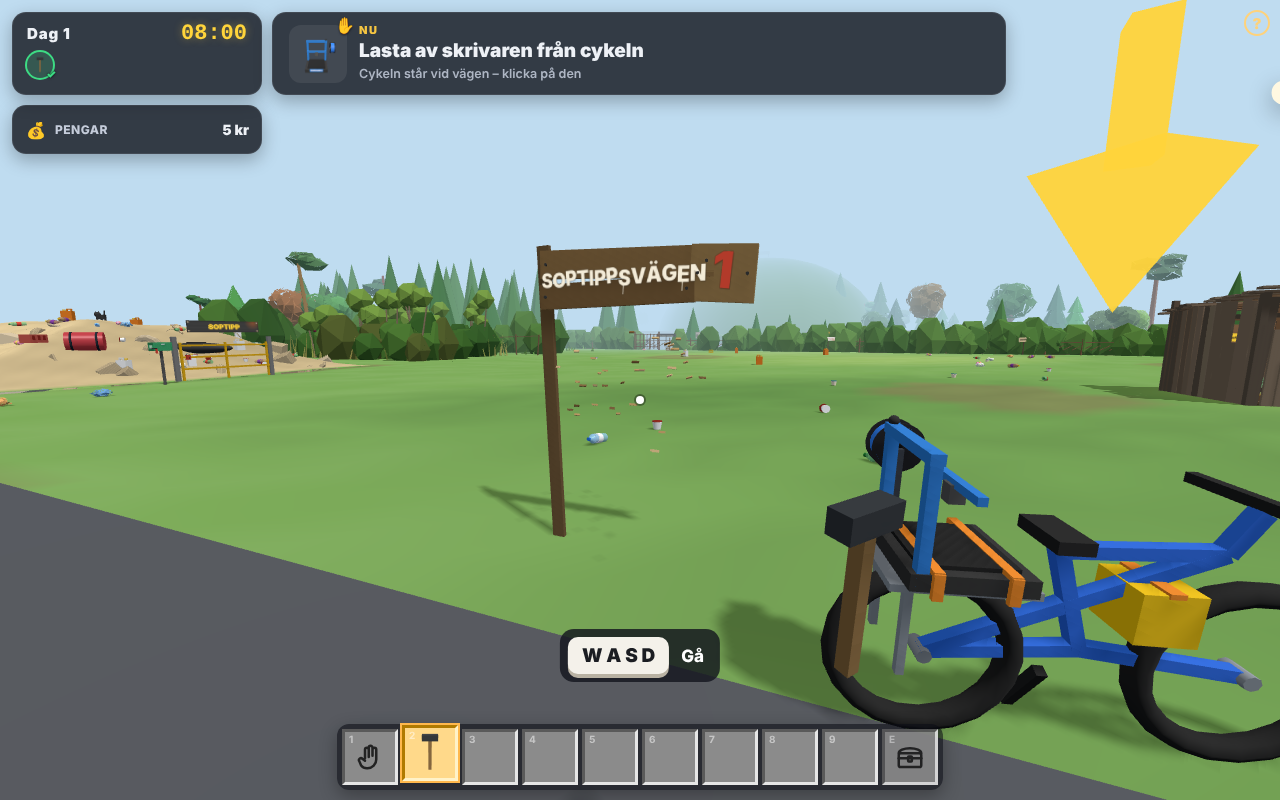 Dag 1
08:00
NU
Lasta av skrivaren från cykeln
Cykeln står vid vägen – klicka på den
PENGAR
5 kr
SOPTIPPSVÄGEN 1
SOPTIPP
WASD
Gå
1
2
3
4
5
6
7
8
9
E